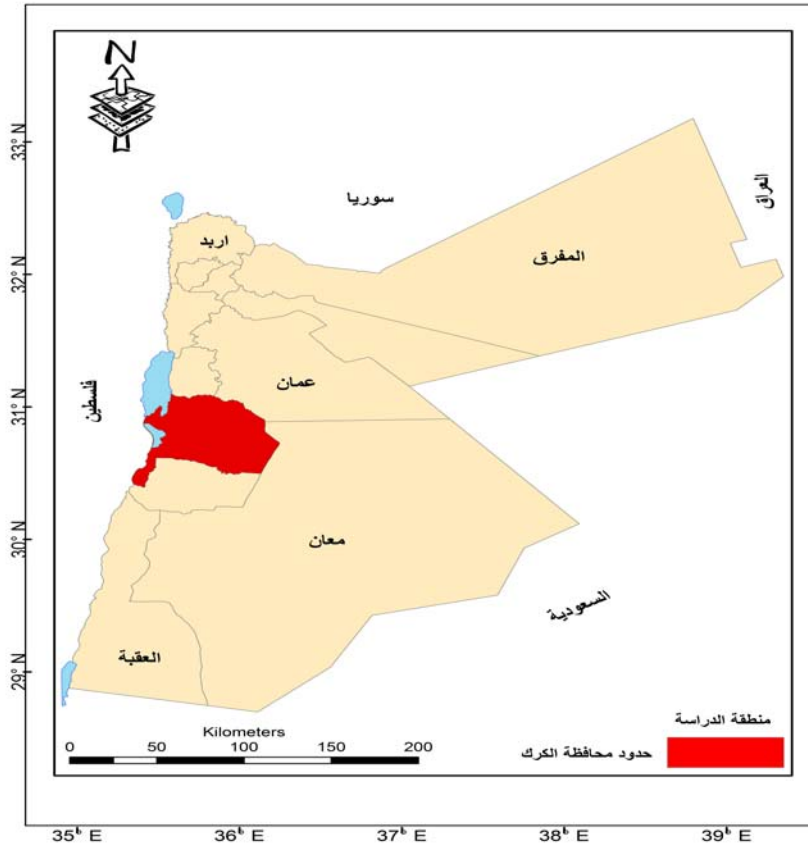 N
33° N
سوريا
العراق
اربد
المفرق
32° N
عمان
فلسطين
31° N
معان
30° N
السعودية
العقبة
29° N
منطقة الدراسة
حدود محافظة الكرك
Kilometers
0 50 100 150 200
35° E 36° E 37° E 38° E 39° E